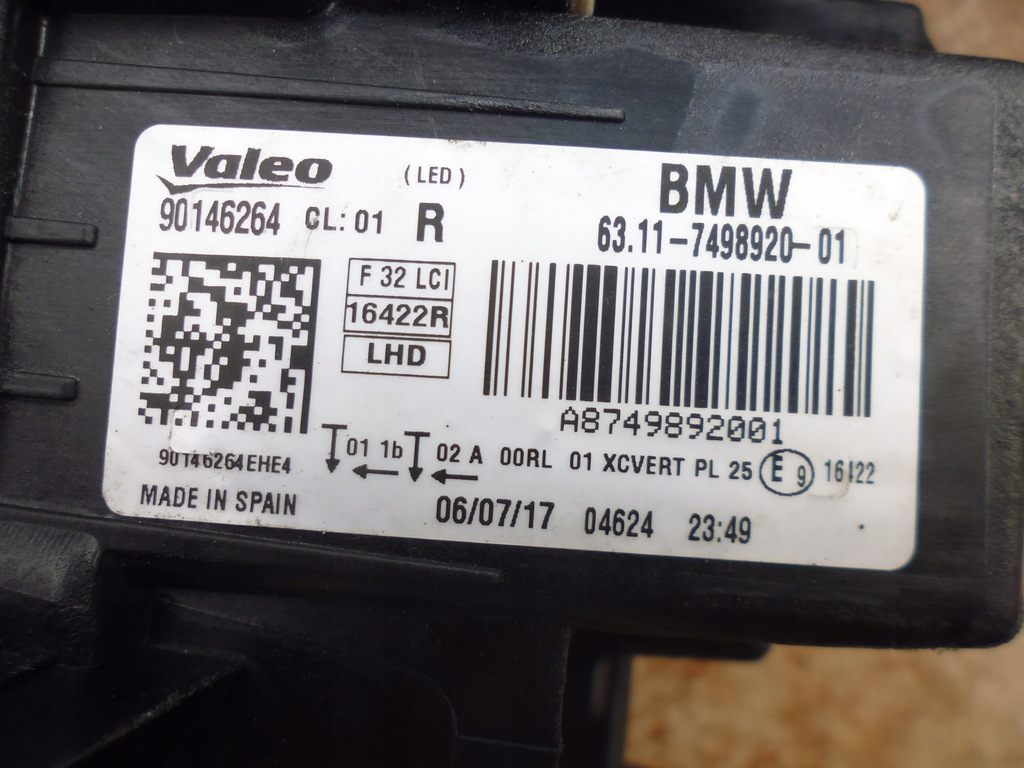 Valeo (LED) BMW
90146264 CL: 01 R 63.11-7498920-01
F 32 LCI
16422R
LHD
A8749892001
90146264EHE4 01 1b 02 A 00RL 01 XCVERT PL 25 E 9 16422
MADE IN SPAIN 06/07/17 04624 23:49